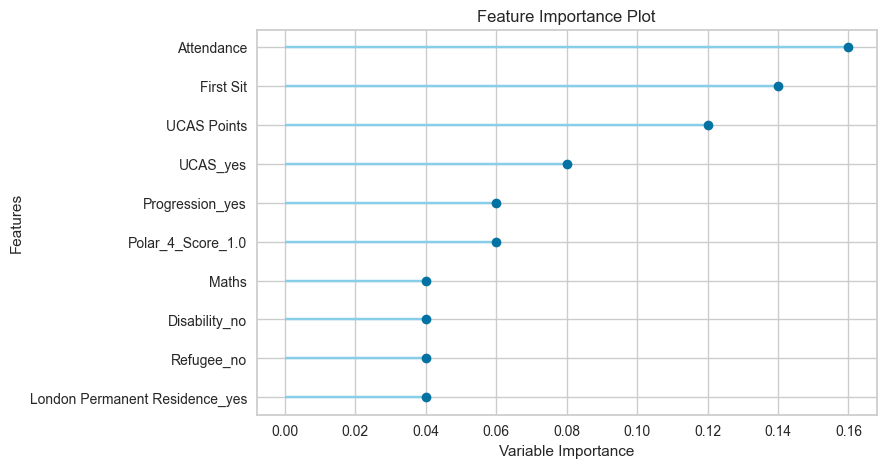 Feature Importance Plot
Attendance
First Sit
UCAS Points
UCAS_yes
Progression_yes
Polar_4_Score_1.0
Maths
Disability_no
Refugee_no
London Permanent Residence_yes
Features
0.00 0.02 0.04 0.06 0.08 0.10 0.12 0.14 0.16
Variable Importance